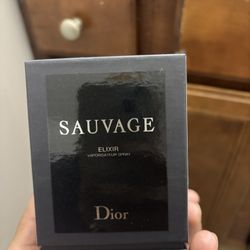 SAUVAGE
ELIXIR
VAPORISATEUR SPRAY
Dior